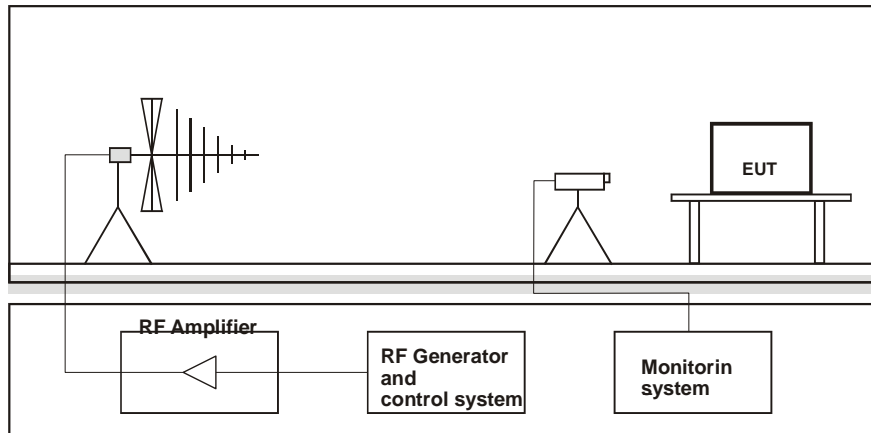 EUT
RF Amplifier
RF Generator
and
control system
Monitorin
system